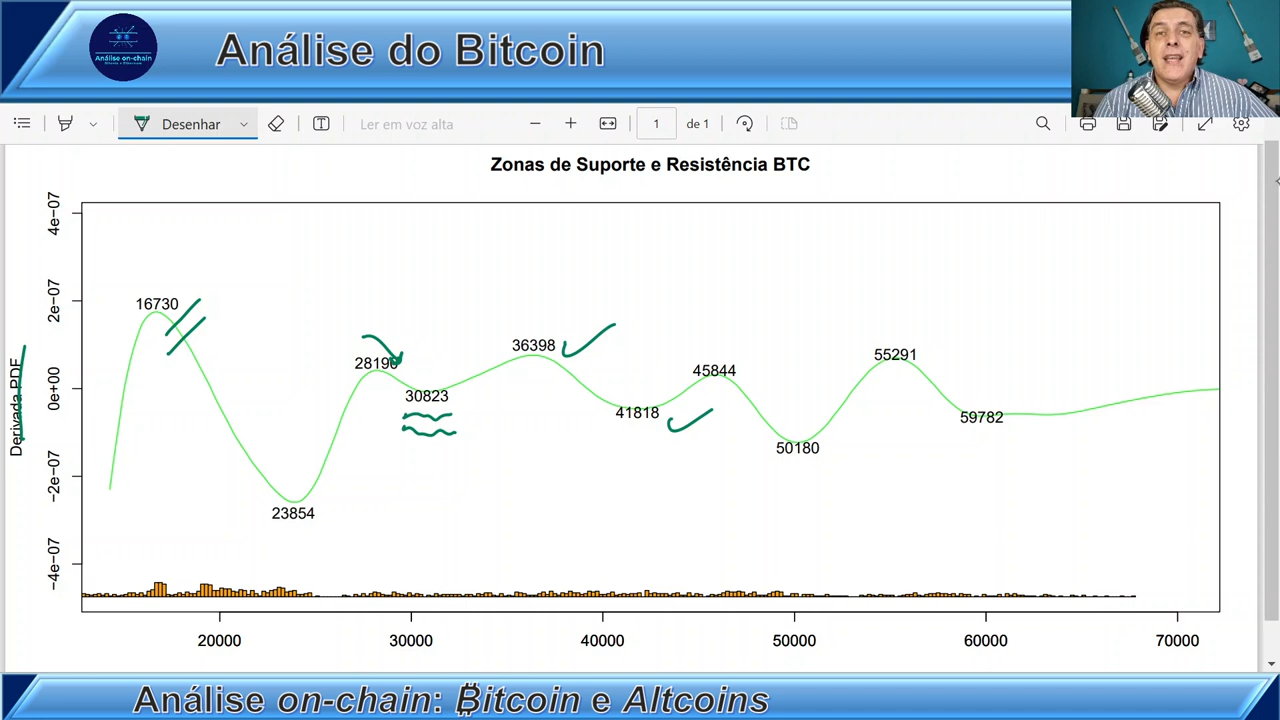 Análise do Bitcoin
Análise on-chain
Desenhar
Ler em voz alta
1
de 1
Zonas de Suporte e Resistência BTC
Derivada PDF
4e-07
2e-07
0e+00
-2e-07
-4e-07
16730
23854
28190
30823
36398
41818
45844
50180
55291
59782
20000
30000
40000
50000
60000
70000
Análise on-chain: ₿itcoin e Altcoins